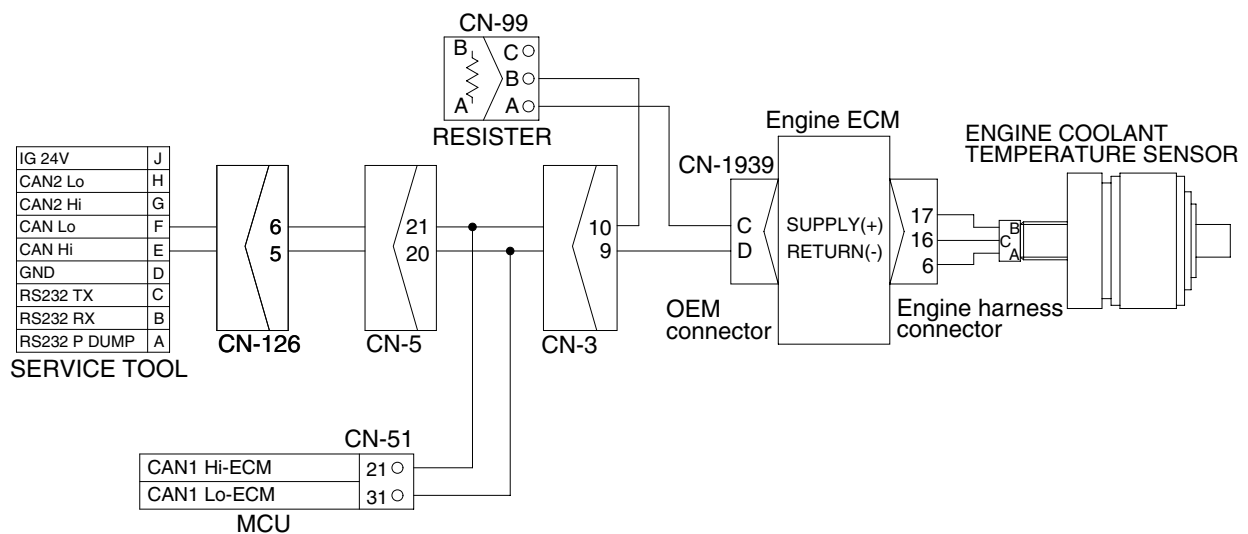 CN-99
B
C
B
A
A
RESISTER
Engine ECM
ENGINE COOLANT
TEMPERATURE SENSOR
CN-1939
IG 24V J
CAN2 Lo H
CAN2 Hi G
CAN Lo F
CAN Hi E
GND D
RS232 TX C
RS232 RX B
RS232 P DUMP A
SERVICE TOOL
6
5
CN-126
21
20
CN-5
10
9
CN-3
C
D
SUPPLY(+)
RETURN(-)
17
16
6
B
C
A
OEM
connector
Engine harness
connector
CN-51
CAN1 Hi-ECM 21
CAN1 Lo-ECM 31
MCU